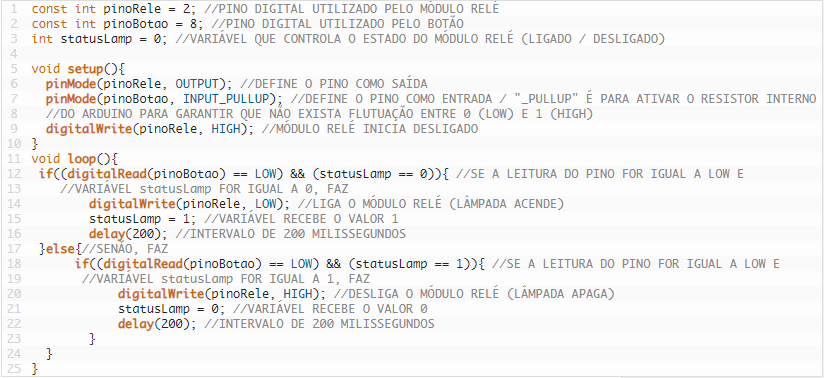 1 const int pinoRele = 2; //PINO DIGITAL UTILIZADO PELO MÓDULO RELÉ
2 const int pinoBotao = 8; //PINO DIGITAL UTILIZADO PELO BOTÃO
3 int statusLamp = 0; //VARIÁVEL QUE CONTROLA O ESTADO DO MÓDULO RELÉ (LIGADO / DESLIGADO)
4
5 void setup(){
6   pinMode(pinoRele, OUTPUT); //DEFINE O PINO COMO SAÍDA
7   pinMode(pinoBotao, INPUT_PULLUP); //DEFINE O PINO COMO ENTRADA / "_PULLUP" É PARA ATIVAR O RESISTOR INTERNO
8   //DO ARDUINO PARA GARANTIR QUE NÃO EXISTA FLUTUAÇÃO ENTRE 0 (LOW) E 1 (HIGH)
9   digitalWrite(pinoRele, HIGH); //MÓDULO RELÉ INICIA DESLIGADO
10 }
11 void loop(){
12  if((digitalRead(pinoBotao) == LOW) && (statusLamp == 0)){ //SE A LEITURA DO PINO FOR IGUAL A LOW E
13     //VARIÁVEL statusLamp FOR IGUAL A 0, FAZ
14         digitalWrite(pinoRele, LOW); //LIGA O MÓDULO RELÉ (LÂMPADA ACENDE)
15         statusLamp = 1; //VARIÁVEL RECEBE O VALOR 1
16         delay(200); //INTERVALO DE 200 MILISSEGUNDOS
17  }else{//SENÃO, FAZ
18       if((digitalRead(pinoBotao) == LOW) && (statusLamp == 1)){ //SE A LEITURA DO PINO FOR IGUAL A LOW E
19        //VARIÁVEL statusLamp FOR IGUAL A 1, FAZ
20             digitalWrite(pinoRele, HIGH); //DESLIGA O MÓDULO RELÉ (LÂMPADA APAGA)
21             statusLamp = 0; //VARIÁVEL RECEBE O VALOR 0
22             delay(200); //INTERVALO DE 200 MILISSEGUNDOS
23         }
24   }
25 }